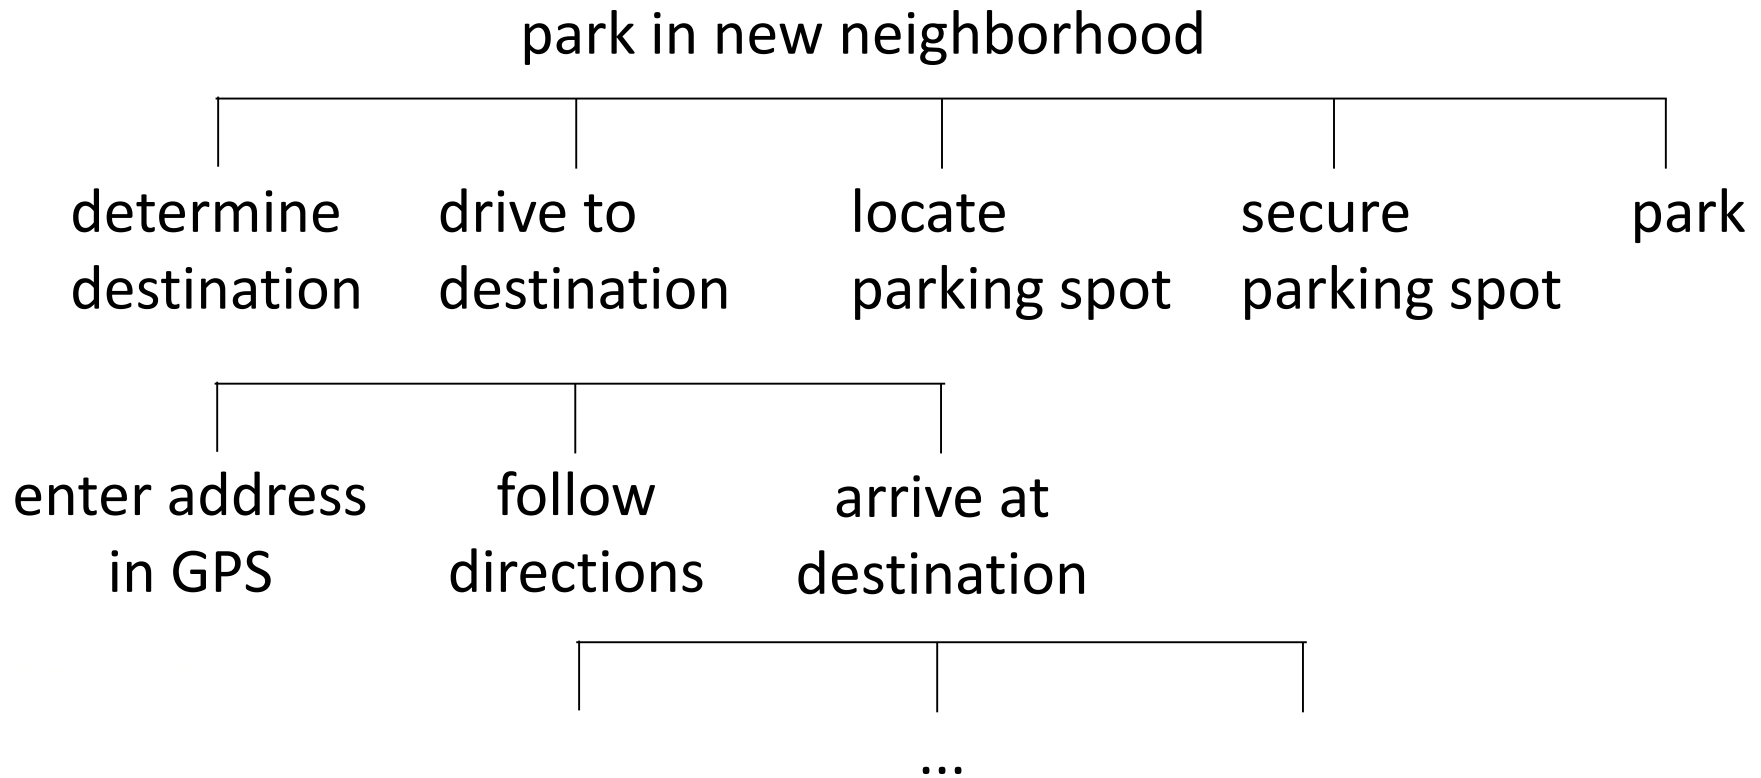 park in new neighborhood
determine
destination
drive to
destination
locate
parking spot
secure
parking spot
park
enter address
in GPS
follow
directions
arrive at
destination
...